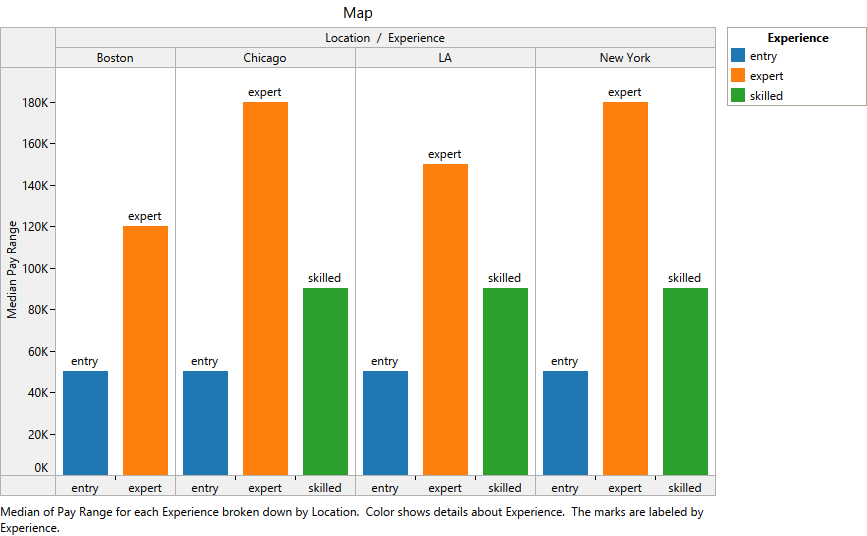 Map
Location / Experience
Boston Chicago LA New York
Experience
entry
expert
skilled
Median Pay Range
180K
160K
140K
120K
100K
80K
60K
40K
20K
0K
entry expert
entry expert skilled
entry expert skilled
entry expert skilled
entry expert entry expert skilled entry expert skilled entry expert skilled
Median of Pay Range for each Experience broken down by Location. Color shows details about Experience. The marks are labeled by
Experience.